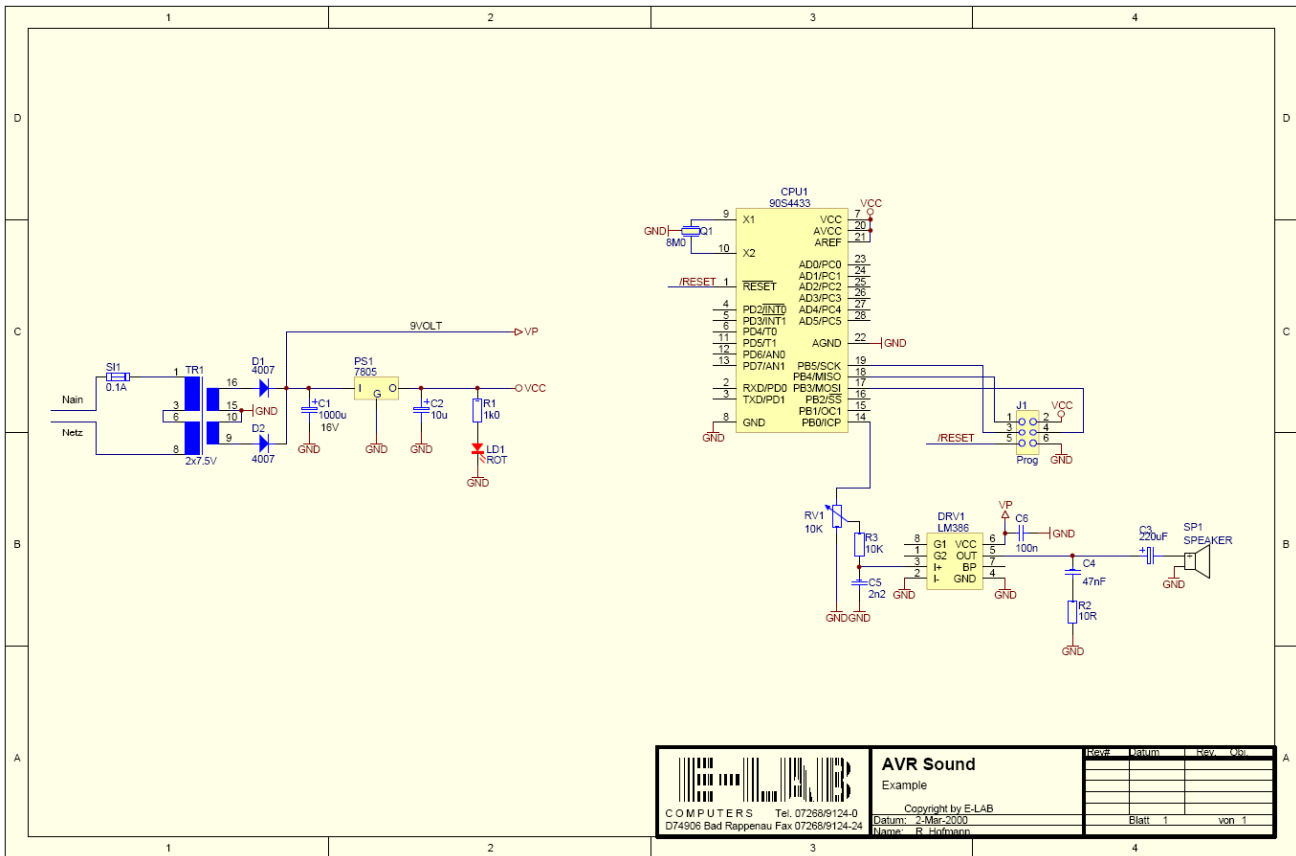 1 2 3 4
D D
C C
B B
A A
1 2 3 4
CPU1
90S4433
9 X1
10 X2
GND
Q1
8M0
/RESET 1 RESET
4 PD2/INT0
5 PD3/INT1
6 PD4/T0
11 PD5/T1
12 PD6/AN0
13 PD7/AN1
2 RXD/PD0
3 TXD/PD1
8 GND
GND
VCC
VCC 7
AVCC 20
AREF 21
AD0/PC0 23
AD1/PC1 24
AD2/PC2 25
AD3/PC3 26
AD4/PC4 27
AD5/PC5 28
AGND 22 GND
PB5/SCK 19
PB4/MISO 18
PB3/MOSI 17
PB2/SS 16
PB1/OC1 15
PB0/ICP 14
J1
VCC
1 2
3 4
/RESET 5 6
Prog
GND
9VOLT
VP
SI1
0.1A
Nain
Netz
TR1
1
3
6
8
16
15
10
9
2x7.5V
GND
D1
4007
D2
4007
C1
1000u
16V
GND
PS1
7805
I G O
GND
C2
10u
GND
VCC
R1
1k0
LD1
ROT
GND
RV1
10K
R3
10K
C5
2n2
GND GND
DRV1
LM386
8 G1 VCC 6
1 G2 OUT 5
3 I+ BP 7
2 I- GND 4
GND GND
VP
C6
100n
GND
C4
47nF
R2
10R
GND
C3
220uF
SP1
SPEAKER
GND
E-LAB
COMPUTERS Tel. 07268/9124-0
D74906 Bad Rappenau Fax 07268/9124-24
AVR Sound
Example
Copyright by E-LAB
Datum: 2-Mar-2000
Name: R. Hofmann
Rev# Datum Rev. Obj.
Blatt 1 von 1